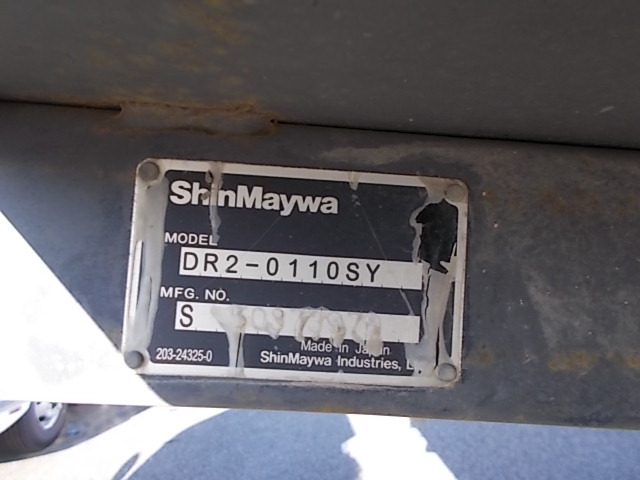 ShinMaywa
MODEL
DR2-0110SY
MFG. NO.
S
Made In Japan
203-24325-0
ShinMaywa Industries,